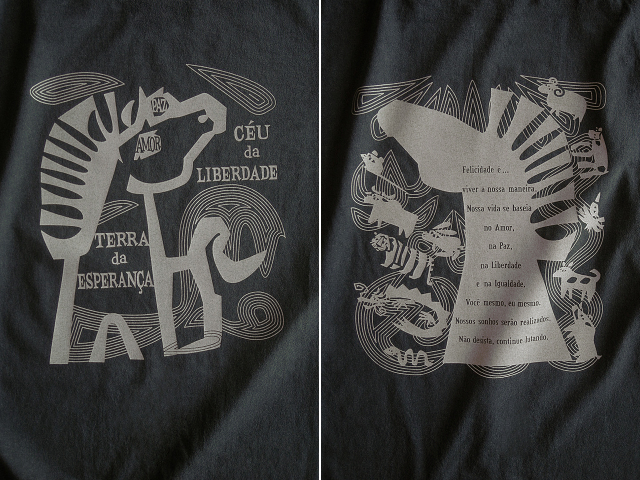 PAZ
AMOR
CÉU
da
LIBERDADE
TERRA
da
ESPERANÇA
Felicidade e...
viver a nossa maneira.
Nossa vida se baseia
no Amor,
na Paz,
na Liberdade
e na Igualdade.
Voce mesmo, eu mesmo.
Nossos sonhos serão realizados.
Não desista, continue lutando.